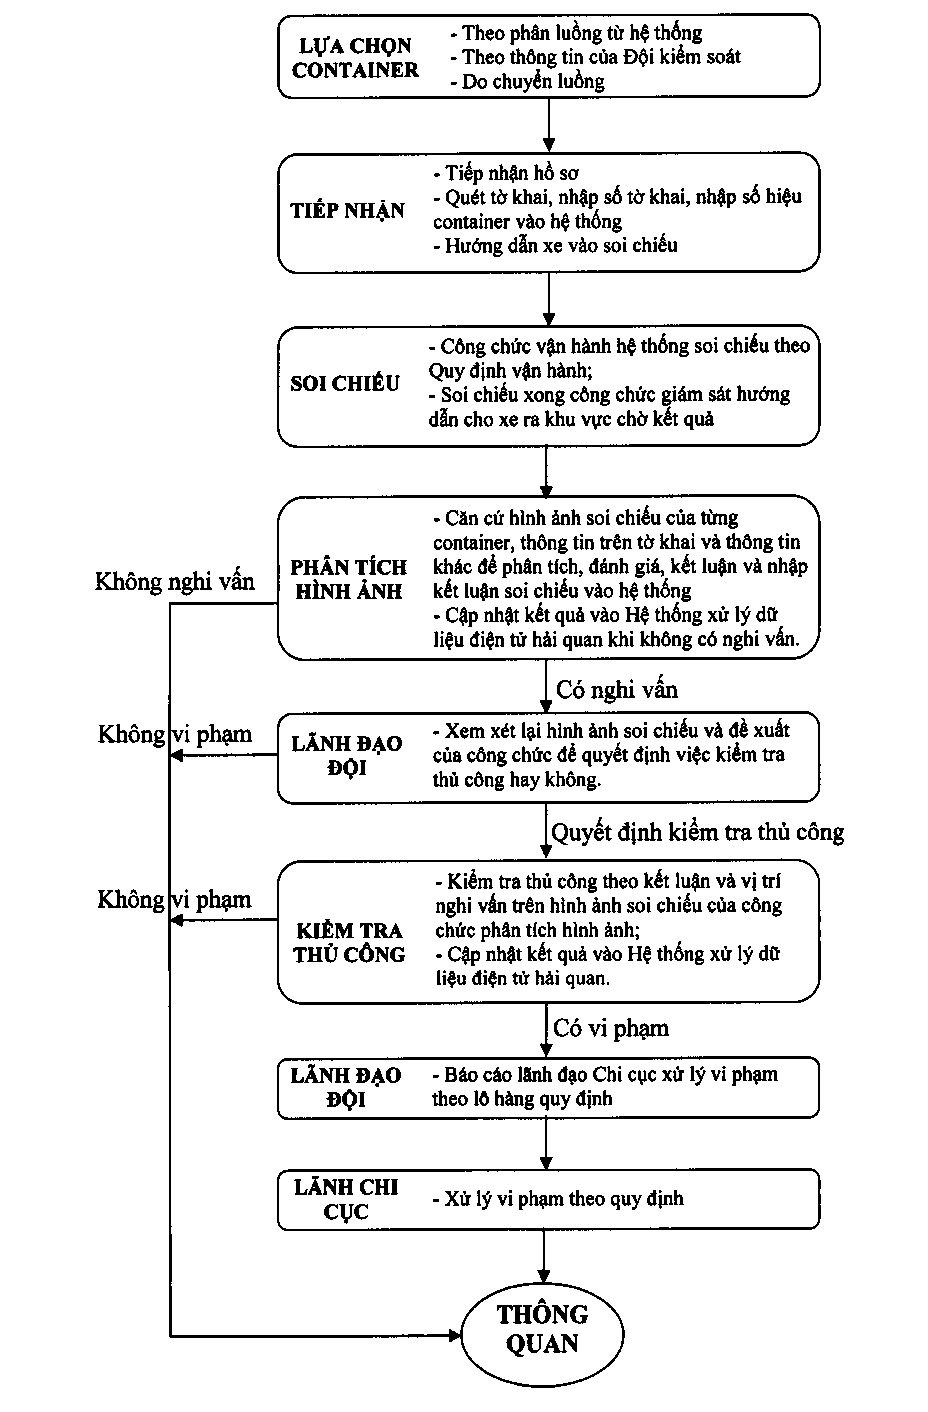 LỰA CHỌN
CONTAINER
- Theo phân luồng từ hệ thống
- Theo thông tin của Đội kiểm soát
- Do chuyển luồng
TIẾP NHẬN
- Tiếp nhận hồ sơ
- Quét tờ khai, nhập số tờ khai, nhập số hiệu
container vào hệ thống
- Hướng dẫn xe vào soi chiếu
SOI CHIẾU
- Công chức vận hành hệ thống soi chiếu theo
Quy định vận hành;
- Soi chiếu xong công chức giám sát hướng
dẫn cho xe ra khu vực chờ kết quả
PHÂN TÍCH
HÌNH ẢNH
- Căn cứ hình ảnh soi chiếu của từng
container, thông tin trên tờ khai và thông tin
khác để phân tích, đánh giá, kết luận và nhập
kết luận soi chiếu vào hệ thống
- Cập nhật kết quả vào Hệ thống xử lý dữ
liệu điện tử hải quan khi không có nghi vấn.
Không nghi vấn
Có nghi vấn
Không vi phạm
LÃNH ĐẠO
ĐỘI
- Xem xét lại hình ảnh soi chiếu và đề xuất
của công chức để quyết định việc kiểm tra
thủ công hay không.
Quyết định kiểm tra thủ công
Không vi phạm
KIỂM TRA
THỦ CÔNG
- Kiểm tra thủ công theo kết luận và vị trí
nghi vấn trên hình ảnh soi chiếu của công
chức phân tích hình ảnh;
- Cập nhật kết quả vào Hệ thống xử lý dữ
liệu điện tử hải quan.
Có vi phạm
LÃNH ĐẠO
ĐỘI
- Báo cáo lãnh đạo Chi cục xử lý vi phạm
theo lô hàng quy định
LÃNH CHI
CỤC
- Xử lý vi phạm theo quy định
THÔNG
QUAN